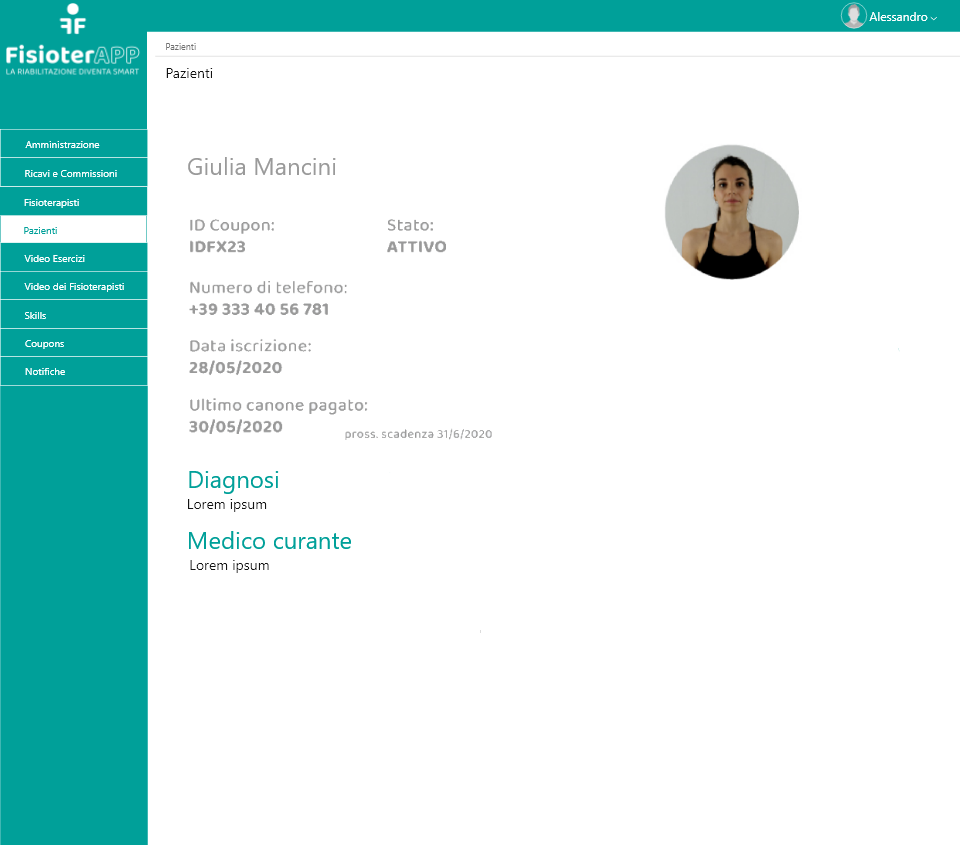 FF
FisioterAPP
LA RIABILITAZIONE DIVENTA SMART
Alessandro
Pazienti
Pazienti
Amministrazione
Ricavi e Commissioni
Fisioterapisti
Pazienti
Video Esercizi
Video dei Fisioterapisti
Skills
Coupons
Notifiche
Giulia Mancini
ID Coupon: Stato:
IDFX23 ATTIVO
Numero di telefono:
+39 333 40 56 781
Data iscrizione:
28/05/2020
Ultimo canone pagato:
30/05/2020 pross. scadenza 31/6/2020
Diagnosi
Lorem ipsum
Medico curante
Lorem ipsum